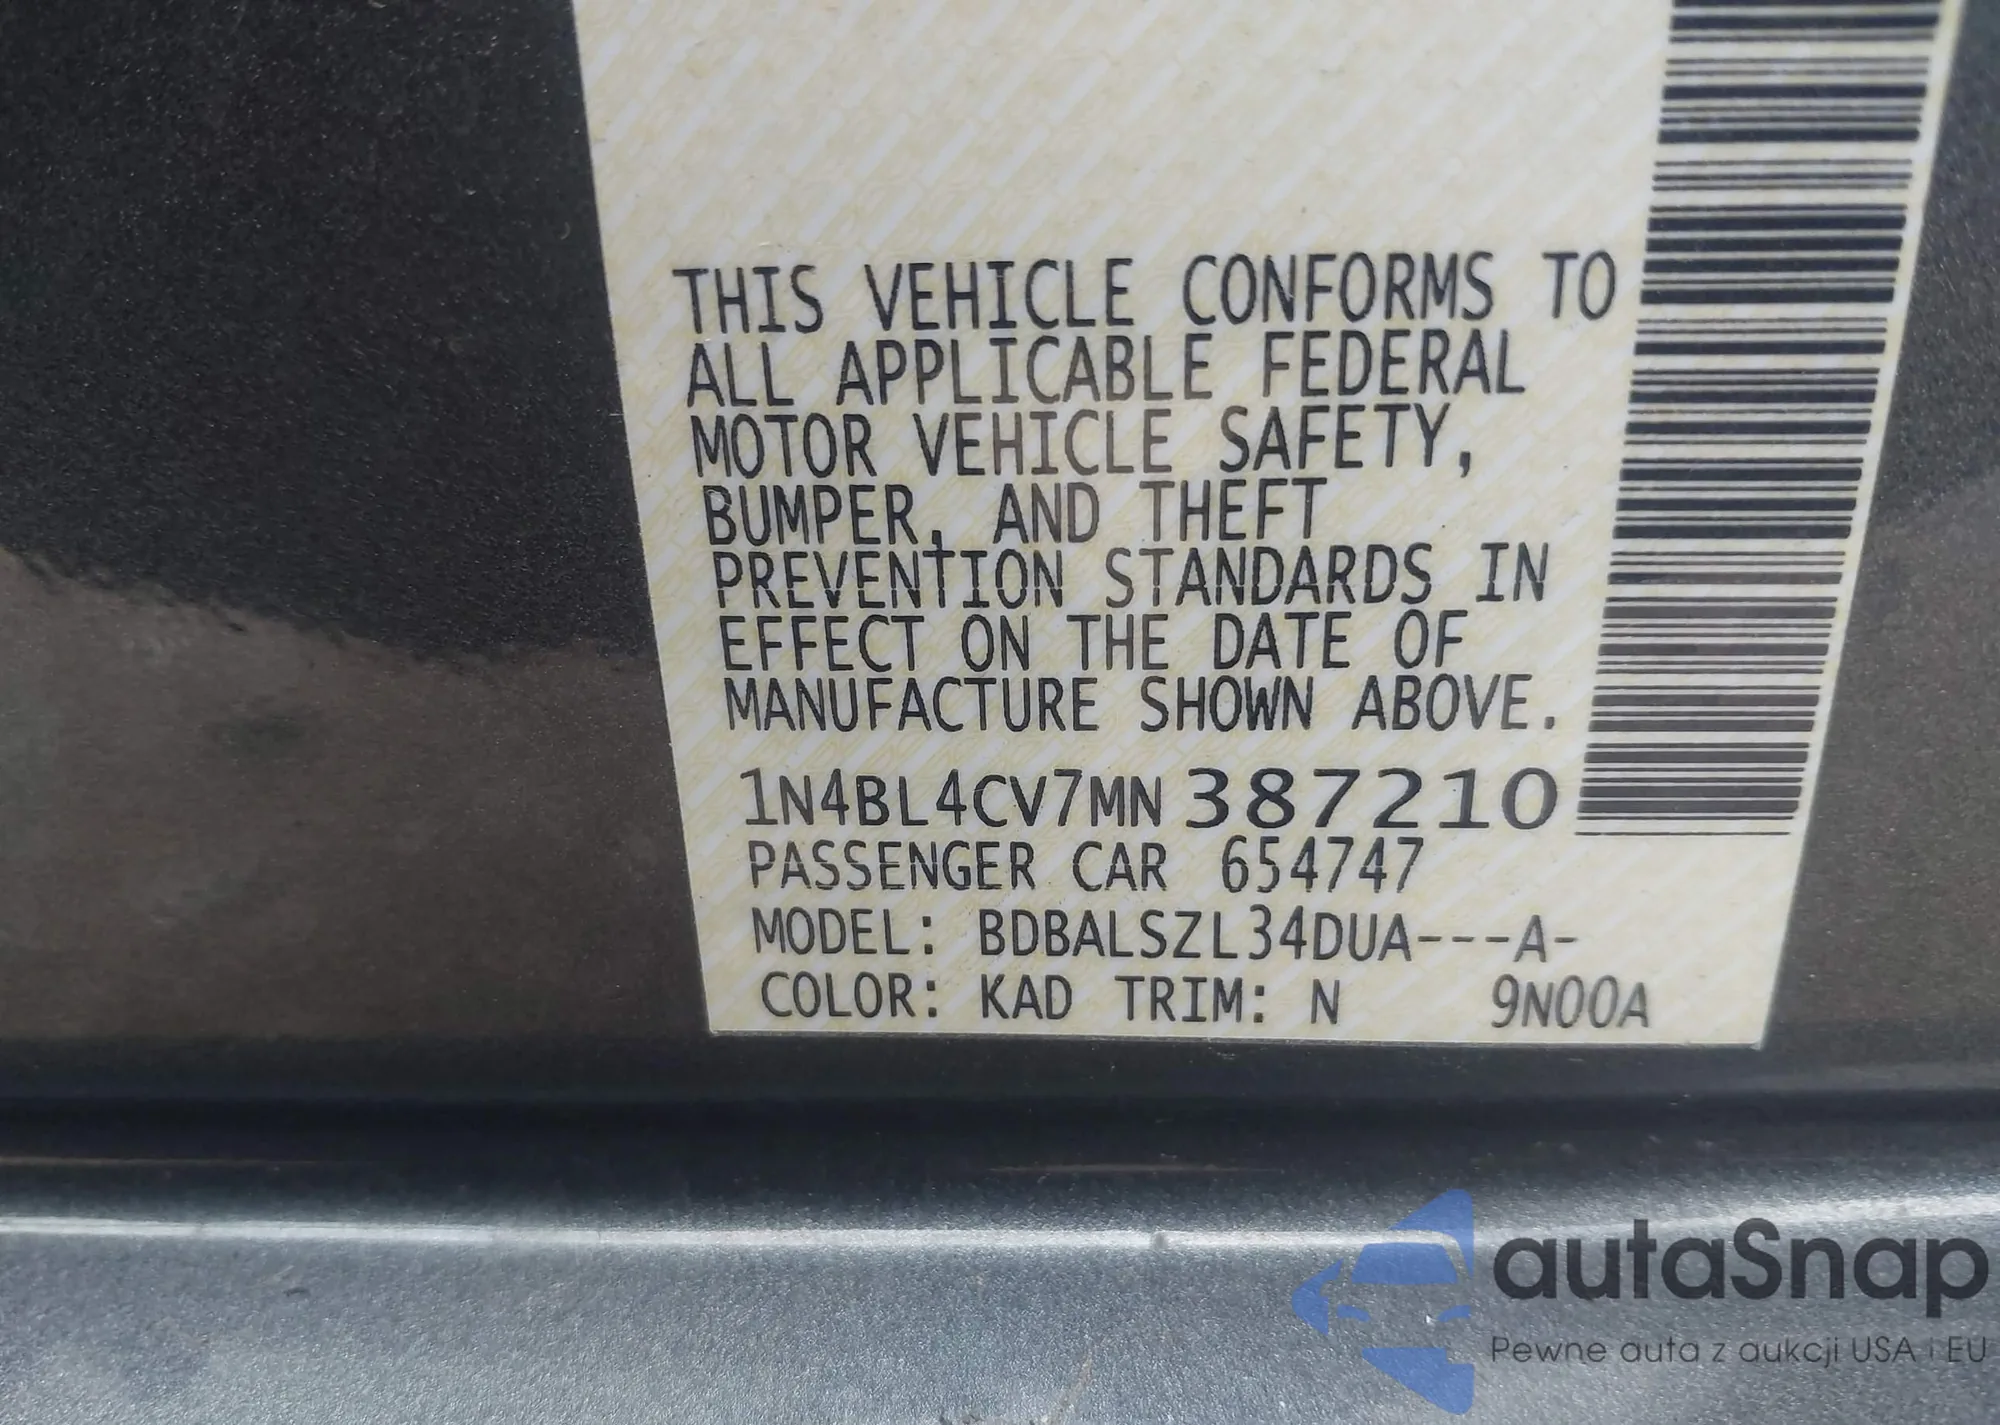 THIS VEHICLE CONFORMS TO
ALL APPLICABLE FEDERAL
MOTOR VEHICLE SAFETY,
BUMPER, AND THEFT
PREVENTION STANDARDS IN
EFFECT ON THE DATE OF
MANUFACTURE SHOWN ABOVE.
1N4BL4CV7MN387210
PASSENGER CAR 654747
MODEL: BDBALSZL34DUA---A-
COLOR: KAD TRIM: N 9N00A
autaSnap
Pewne auta z aukcji USA i EU